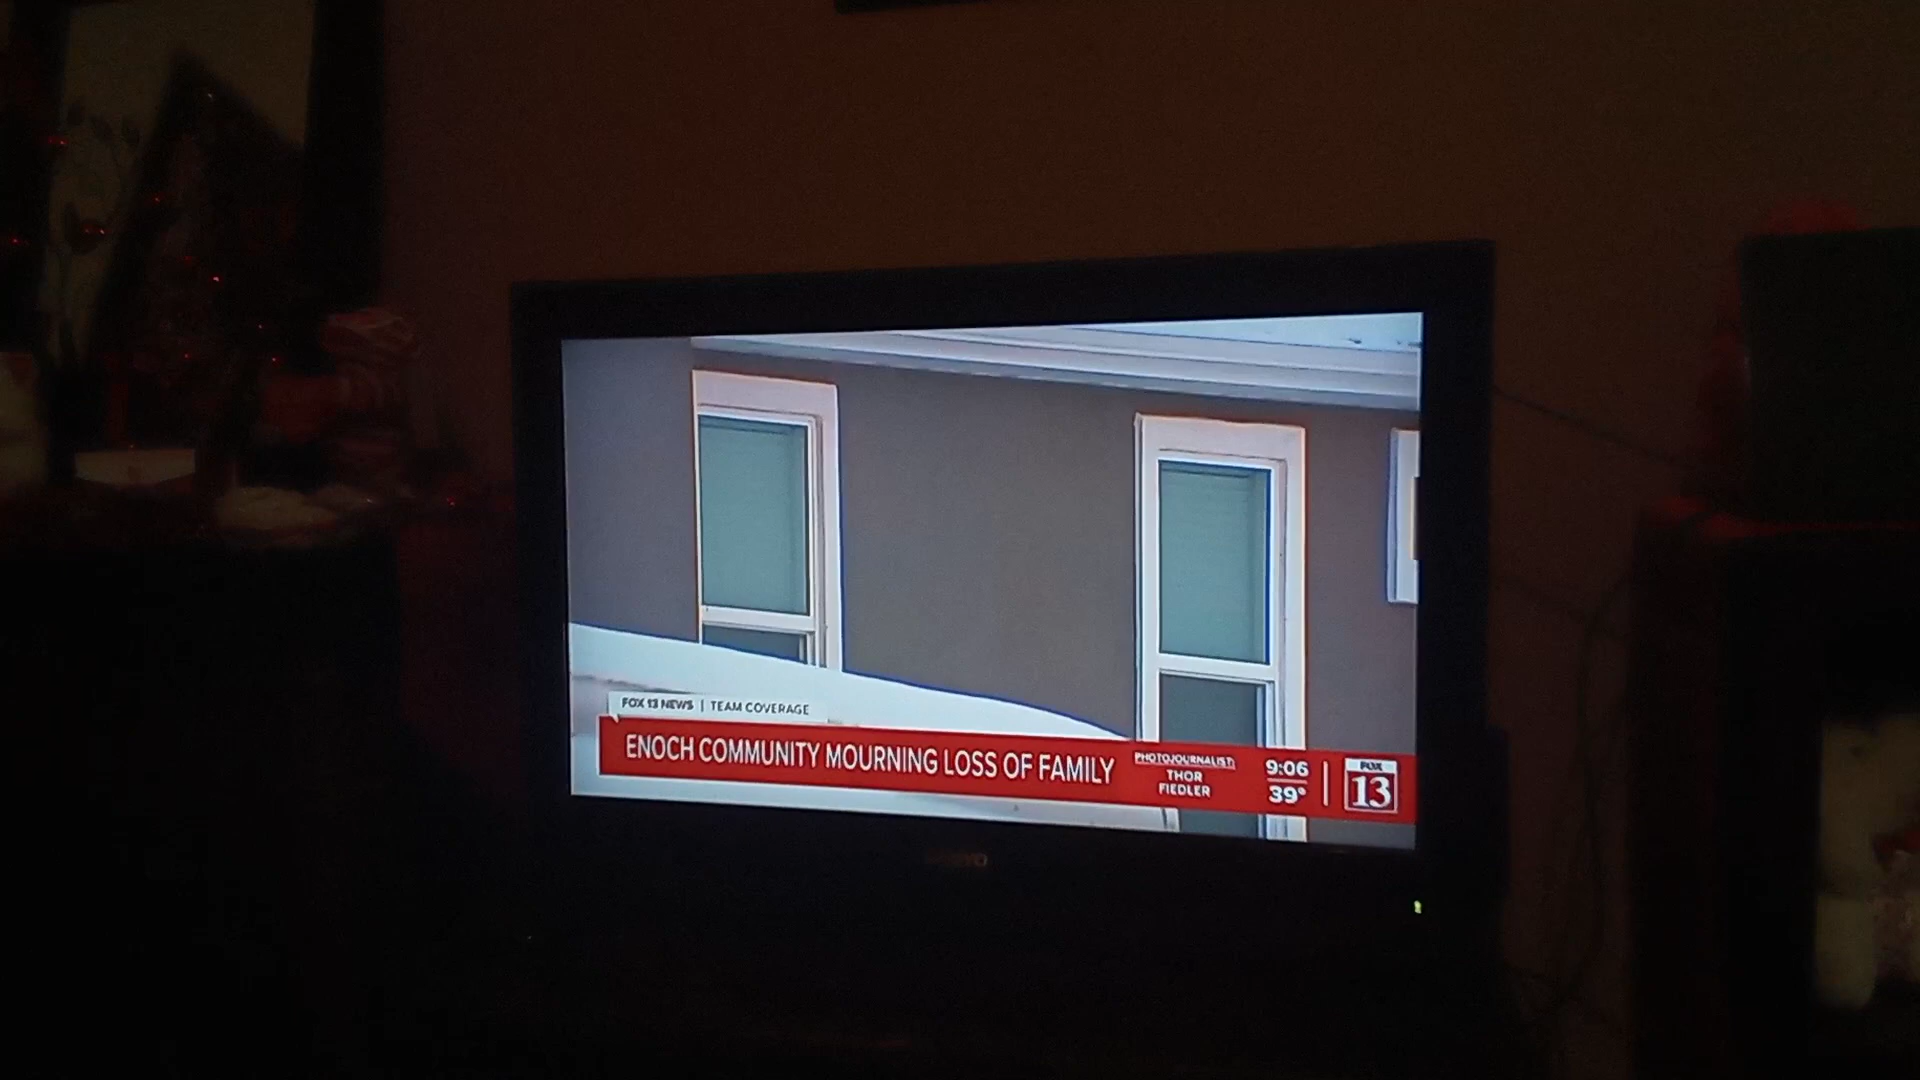 FOX 13 NEWS | TEAM COVERAGE
ENOCH COMMUNITY MOURNING LOSS OF FAMILY
PHOTOJOURNALIST:
THOR
FIEDLER
9:06
39°
FOX
13